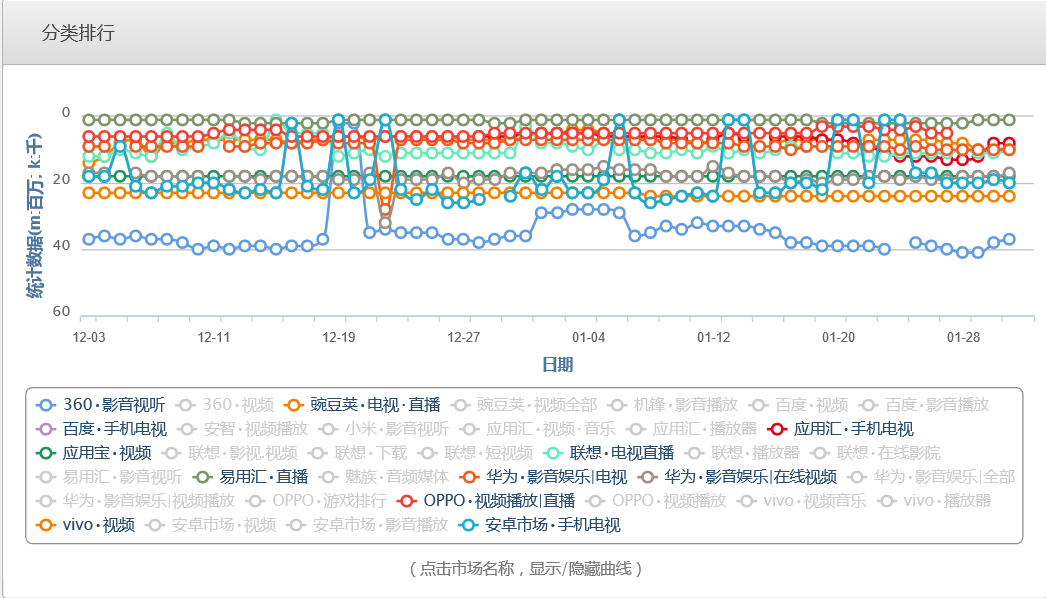 分类排行
0
20
40
60
统计数据(m:百万; k:千)
12-03 12-11 12-19 12-27 01-04 01-12 01-20 01-28
日期
360·影音视听 360·视频 豌豆荚·电视·直播 豌豆荚·视频全部 机锋·影音播放 百度·视频 百度·影音播放
百度·手机电视 安智·视频播放 小米·影音视听 应用汇·视频·音乐 应用汇·播放器 应用汇·手机电视
应用宝·视频 联想·影视.视频 联想·下载 联想·短视频 联想·电视直播 联想·播放器 联想·在线影院
易用汇·影音视听 易用汇·直播 魅族·音频媒体 华为·影音娱乐|电视 华为·影音娱乐|在线视频 华为·影音娱乐|全部
华为·影音娱乐|视频播放 OPPO·游戏排行 OPPO·视频播放|直播 OPPO·视频播放 vivo·视频音乐 vivo·播放器
vivo·视频 安卓市场·视频 安卓市场·影音播放 安卓市场·手机电视
（点击市场名称，显示/隐藏曲线）